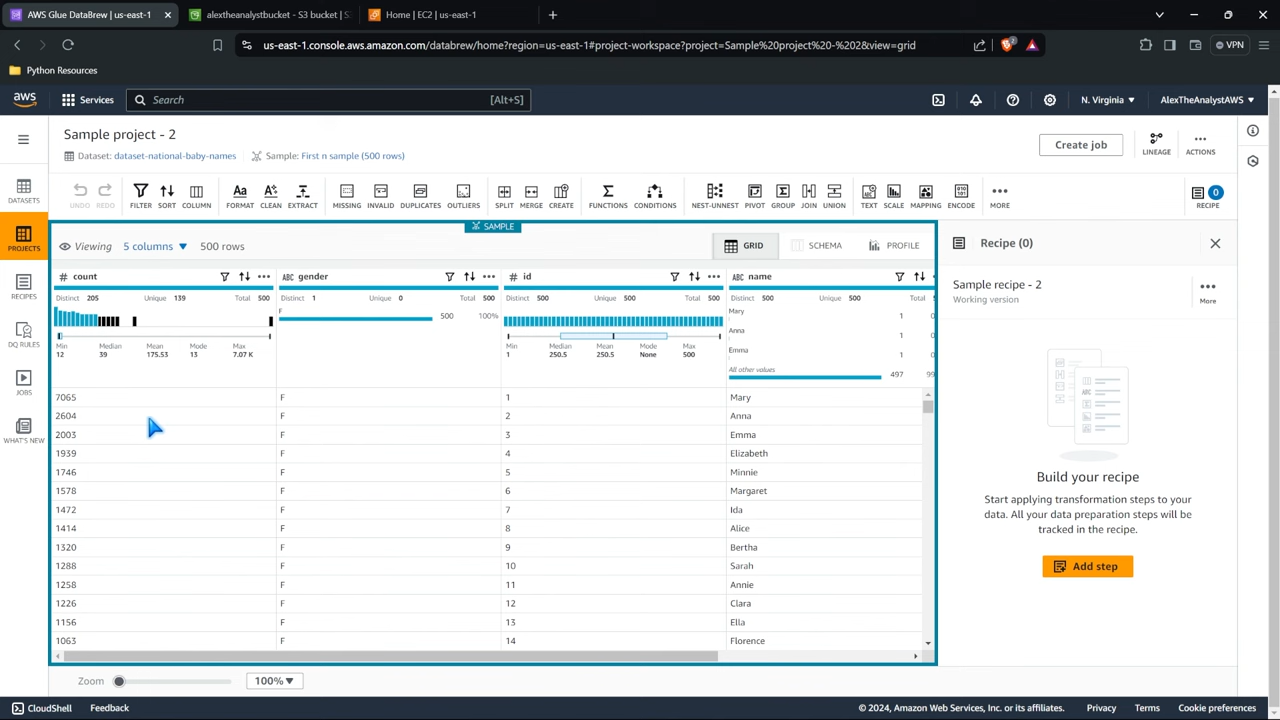 AWS Glue DataBrew | us-east-1
alextheanalystbucket - S3 bucket | S
Home | EC2 | us-east-1
us-east-1.console.aws.amazon.com/databrew/home?region=us-east-1#project-workspace?project=Sample%20project%20-%202&view=grid
VPN
Python Resources
aws
Services
Search
[Alt+S]
N. Virginia
AlexTheAnalystAWS
Sample project - 2
Dataset: dataset-national-baby-names
Sample: First n sample (500 rows)
Create job
LINEAGE
ACTIONS
DATASETS
PROJECTS
RECIPES
DQ RULES
JOBS
WHAT'S NEW
UNDO REDO FILTER SORT COLUMN FORMAT CLEAN EXTRACT MISSING INVALID DUPLICATES OUTLIERS SPLIT MERGE CREATE FUNCTIONS CONDITIONS NEST-UNNEST PIVOT GROUP JOIN UNION TEXT SCALE MAPPING ENCODE MORE
0
RECIPE
SAMPLE
Viewing 5 columns 500 rows
GRID SCHEMA PROFILE
# count ABC gender # id ABC name
Distinct 205 Unique 139 Total 500 Distinct 1 Unique 0 Total 500 Distinct 500 Unique 500 Total 500 Distinct 500 Unique 500 Total 500
F 500 100%
Mary 1
Anna 1
Emma 1
All other values 497 99
Min Median Mean Mode Max
12 39 175.53 13 7.07 K
Min Median Mean Mode Max
1 250.5 250.5 None 500
7065 F 1 Mary
2604 F 2 Anna
2003 F 3 Emma
1939 F 4 Elizabeth
1746 F 5 Minnie
1578 F 6 Margaret
1472 F 7 Ida
1414 F 8 Alice
1320 F 9 Bertha
1288 F 10 Sarah
1258 F 11 Annie
1226 F 12 Clara
1156 F 13 Ella
1063 F 14 Florence
Zoom
100%
Recipe (0)
Sample recipe - 2
Working version
More
Build your recipe
Start applying transformation steps to your
data. All your data preparation steps will be
tracked in the recipe.
Add step
CloudShell
Feedback
© 2024, Amazon Web Services, Inc. or its affiliates.
Privacy
Terms
Cookie preferences